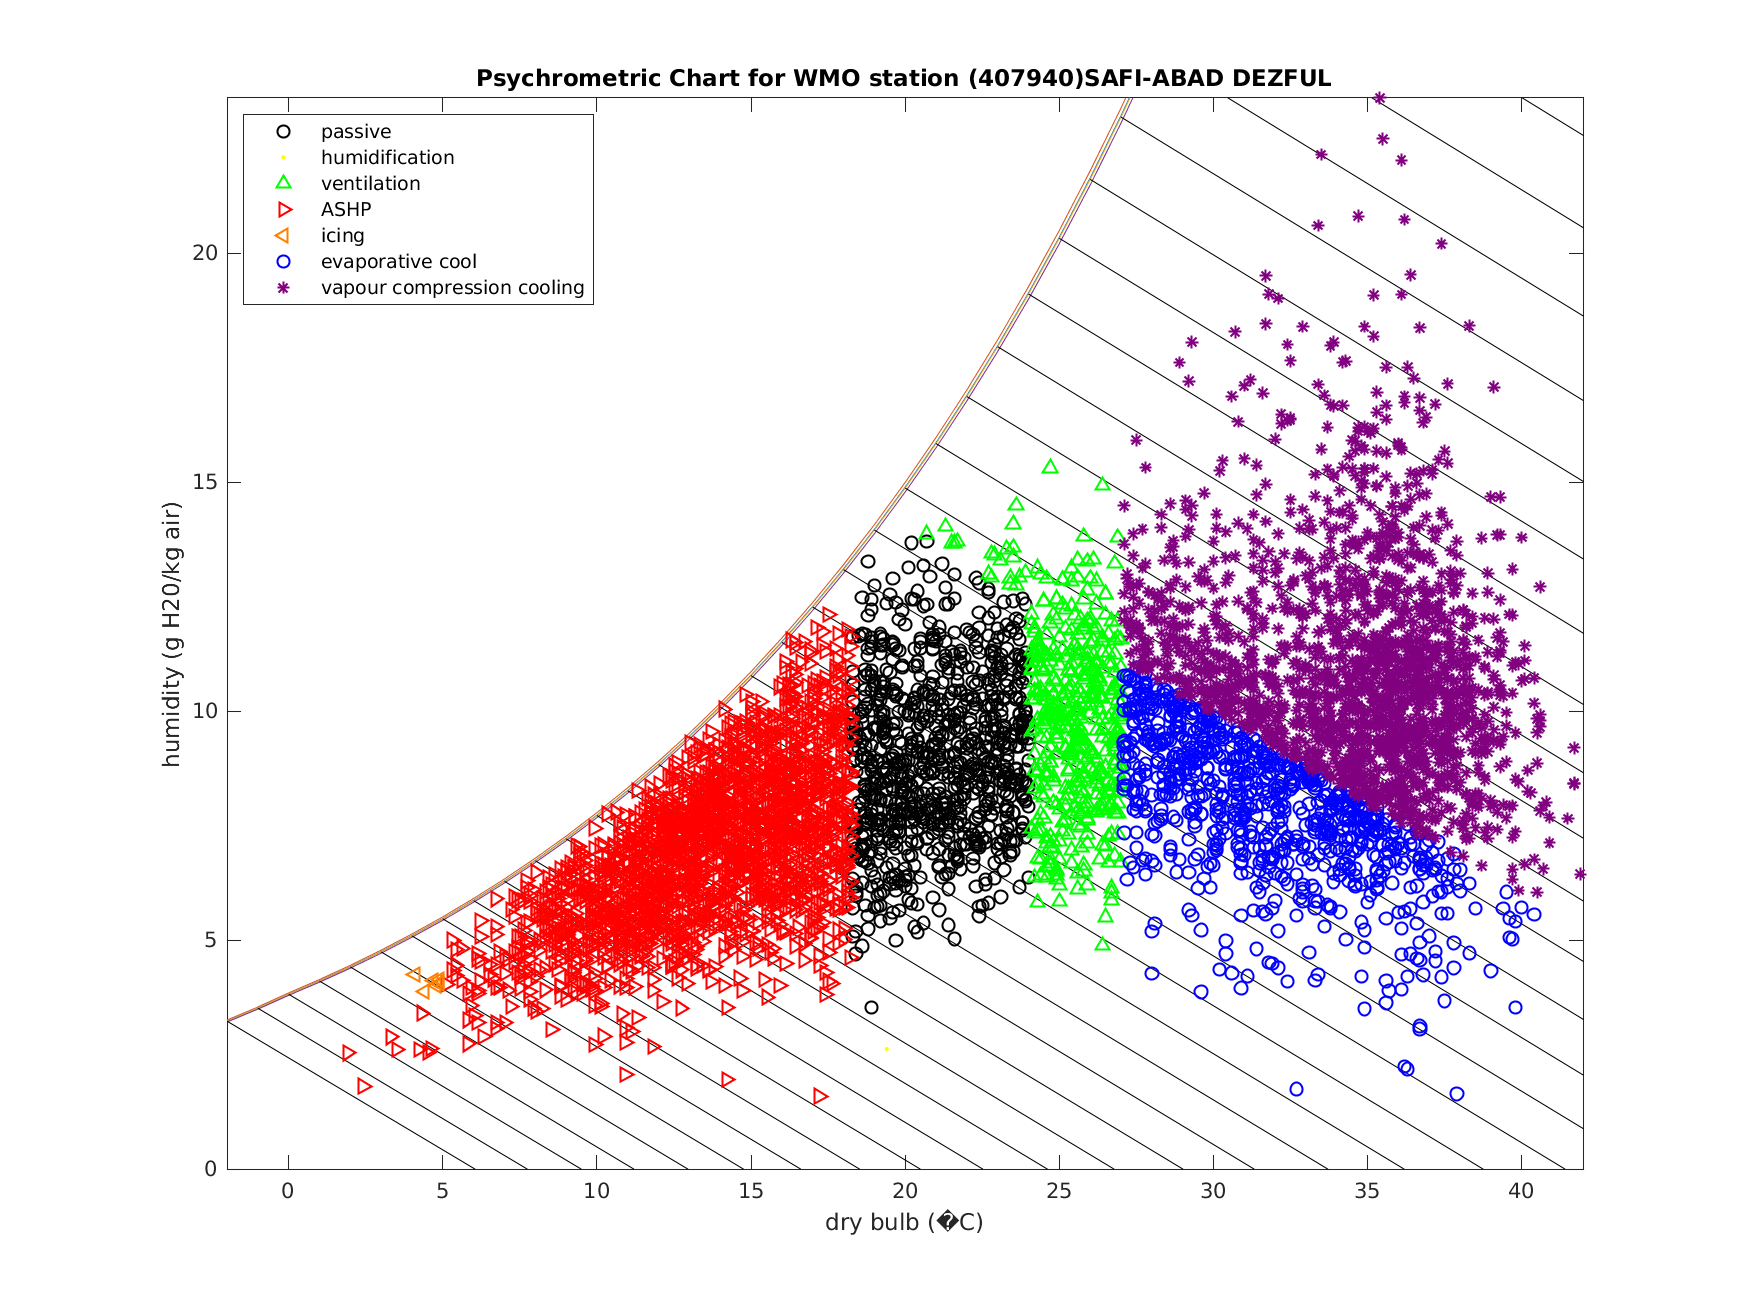 Psychrometric Chart for WMO station (407940)SAFI-ABAD DEZFUL
passive
humidification
ventilation
ASHP
icing
evaporative cool
vapour compression cooling
humidity (g H20/kg air)
20
15
10
5
0
0 5 10 15 20 25 30 35 40
dry bulb (�C)